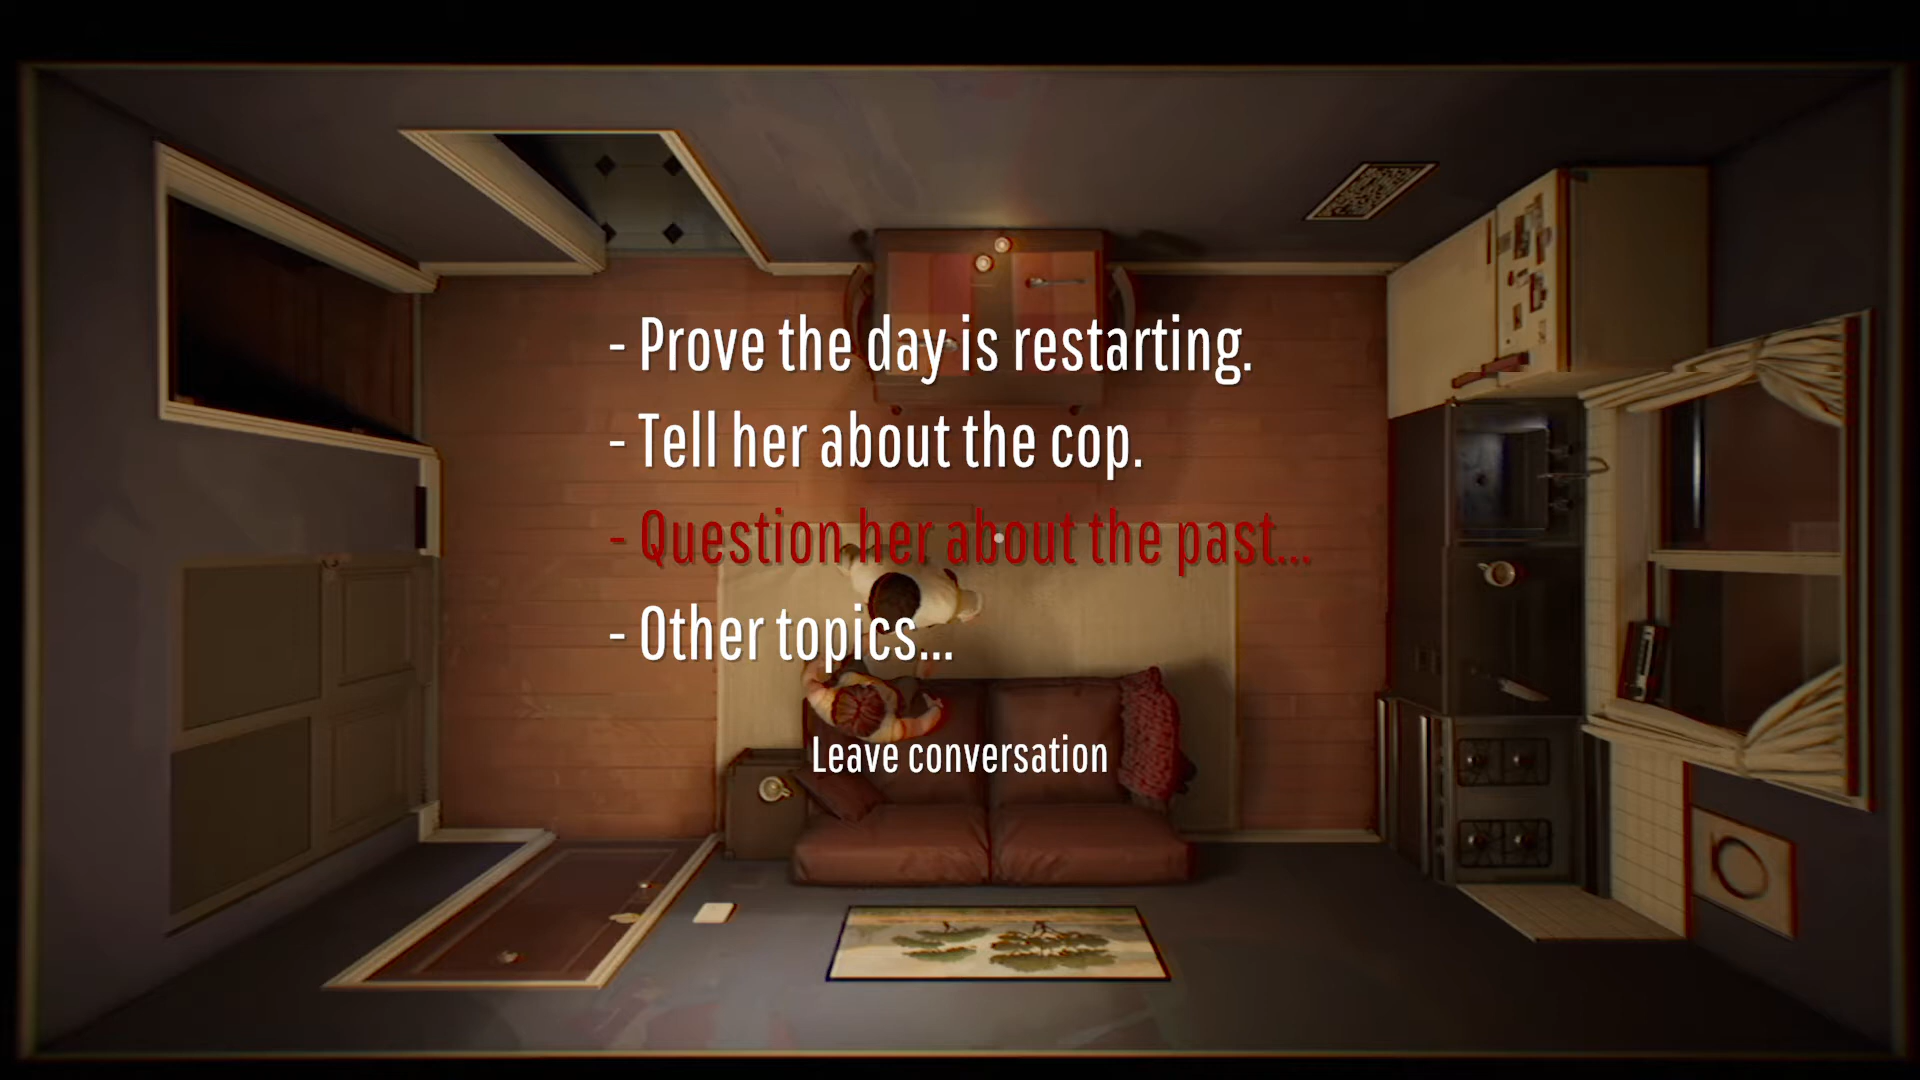 - Prove the day is restarting.
- Tell her about the cop.
- Question her about the past...
- Other topics...
Leave conversation